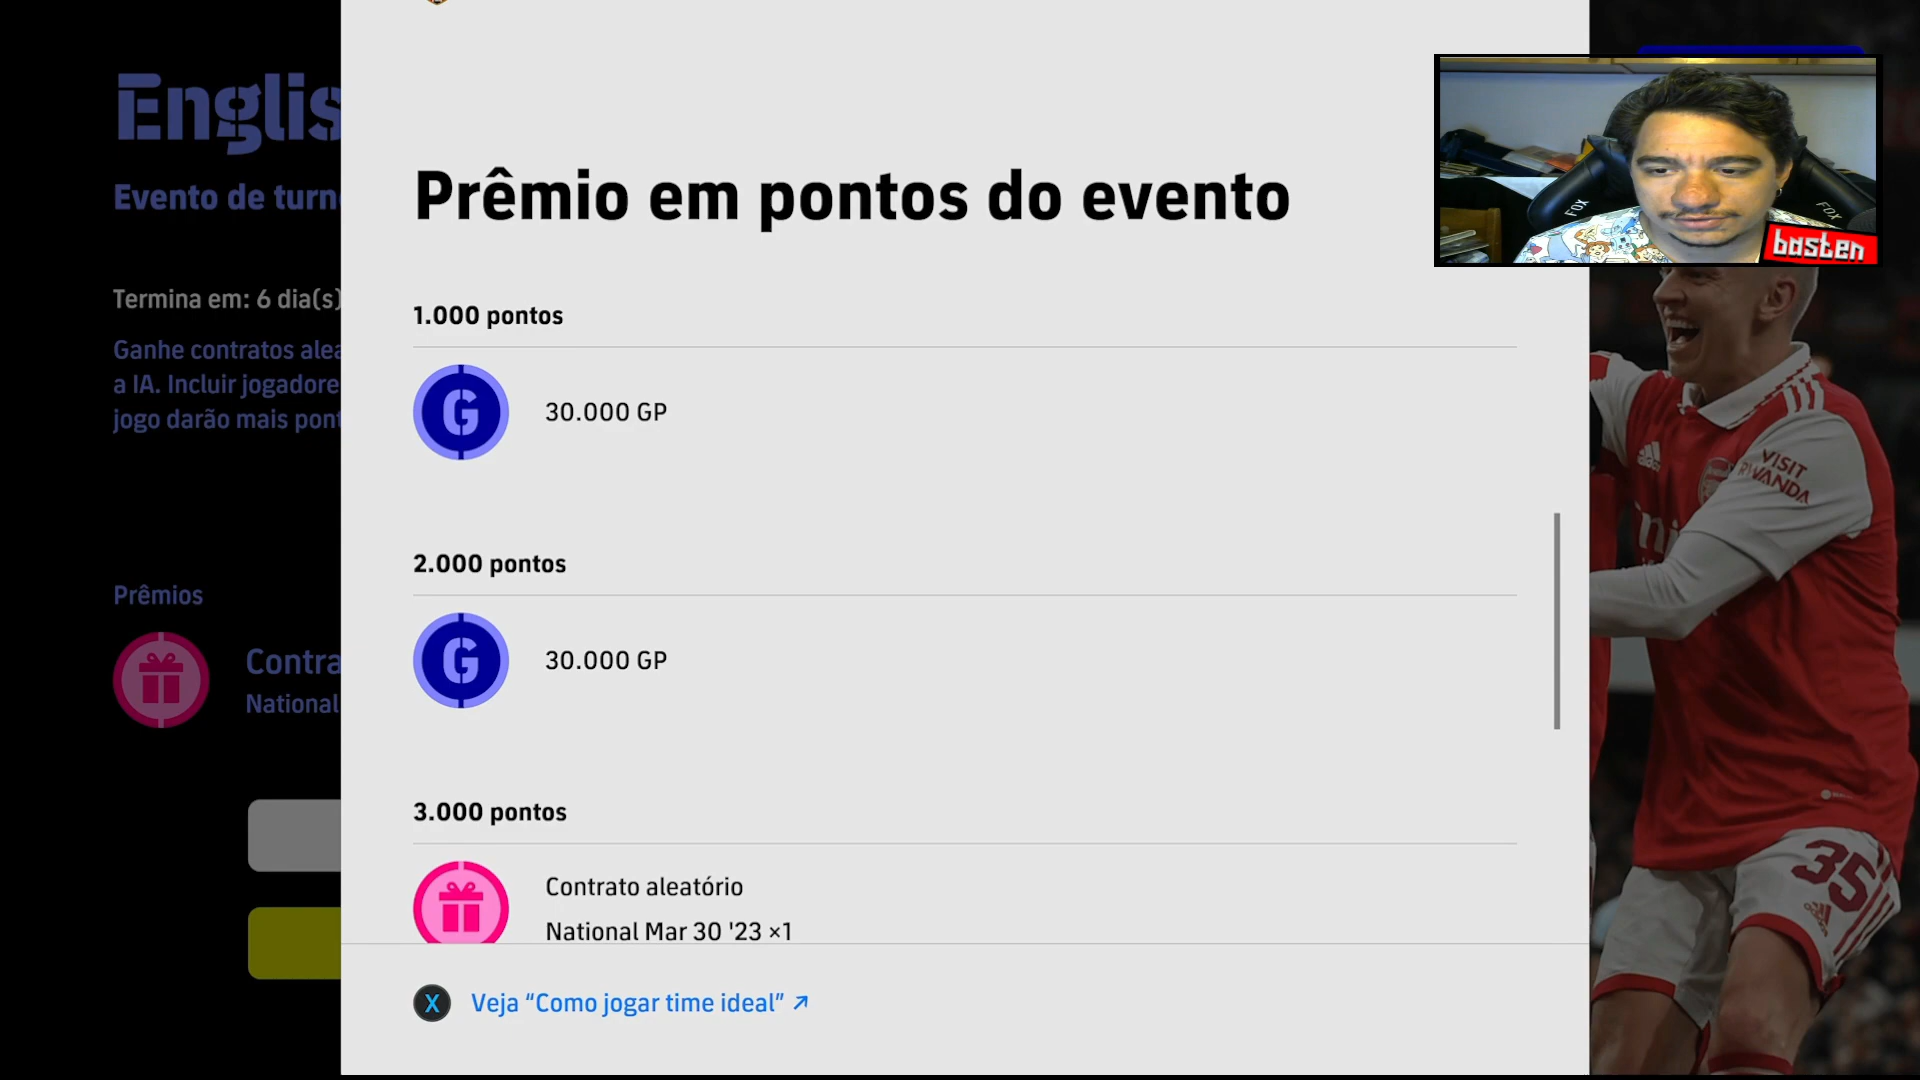 Englis
Evento de turn
Termina em: 6 dia(s)
Ganhe contratos alea
a IA. Incluir jogadore
jogo darão mais pont
Prêmios
Contra
National
Prêmio em pontos do evento
1.000 pontos
G
30.000 GP
2.000 pontos
G
30.000 GP
3.000 pontos
Contrato aleatório
National Mar 30 '23 ×1
X Veja “Como jogar time ideal”
FOX
FOX
basten
VISIT
RWANDA
35
adidas